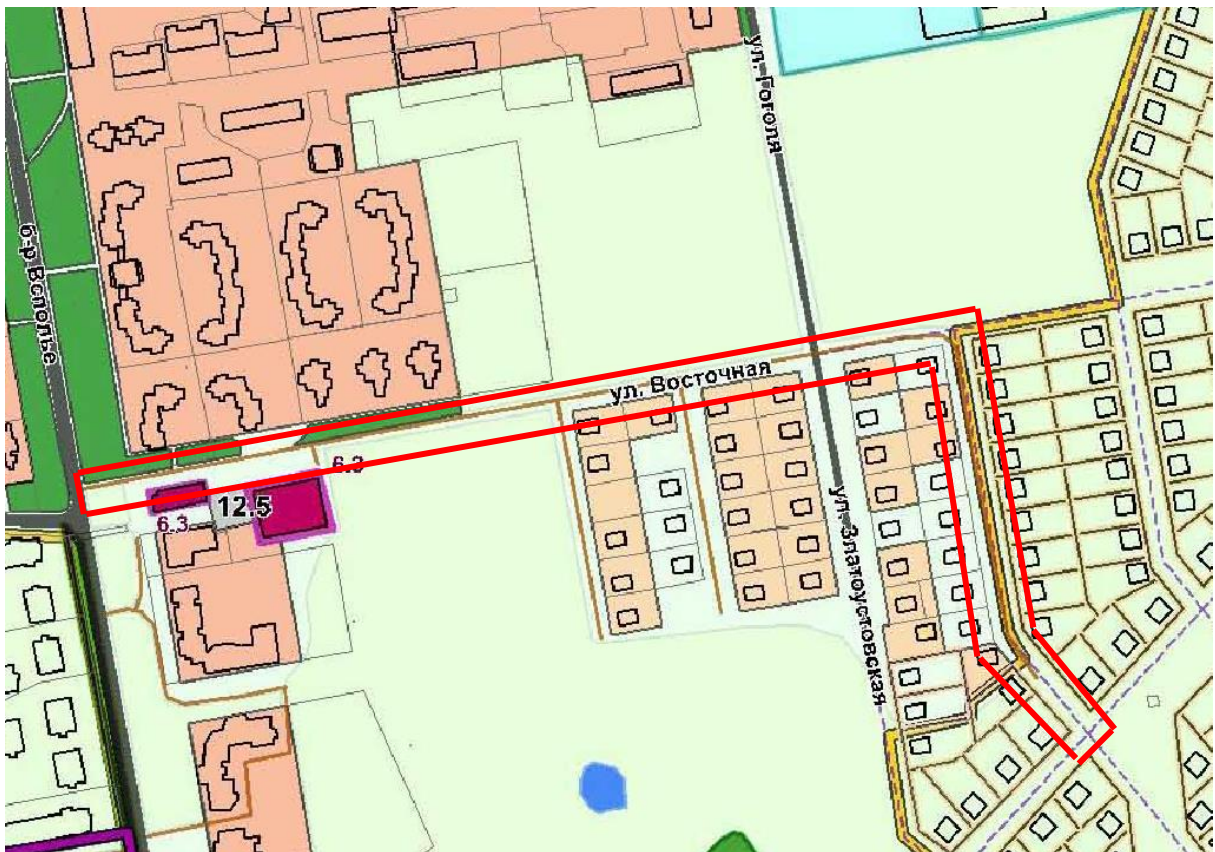 ул. Гоголя
б-р Всполье
ул. Восточная
6.3
12.5
6.3
ул. Златоустовская